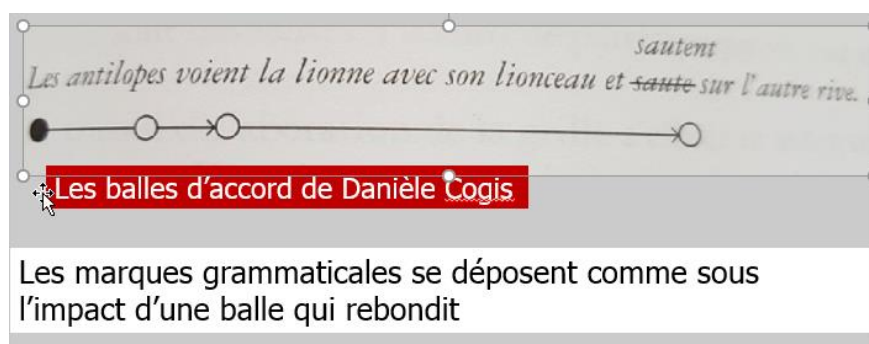 sautent
Les antilopes voient la lionne avec son lionceau et saute sur l'autre rive.
Les balles d'accord de Danièle Cogis
Les marques grammaticales se déposent comme sous
l'impact d'une balle qui rebondit